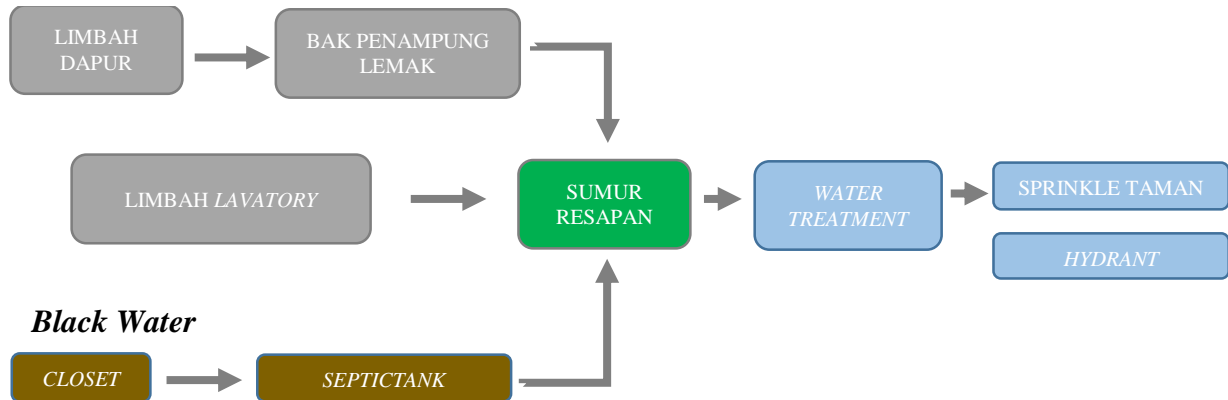 LIMBAH
DAPUR
BAK PENAMPUNG
LEMAK
LIMBAH LAVATORY
SUMUR
RESAPAN
WATER
TREATMENT
SPRINKLE TAMAN
HYDRANT
Black Water
CLOSET
SEPTICTANK